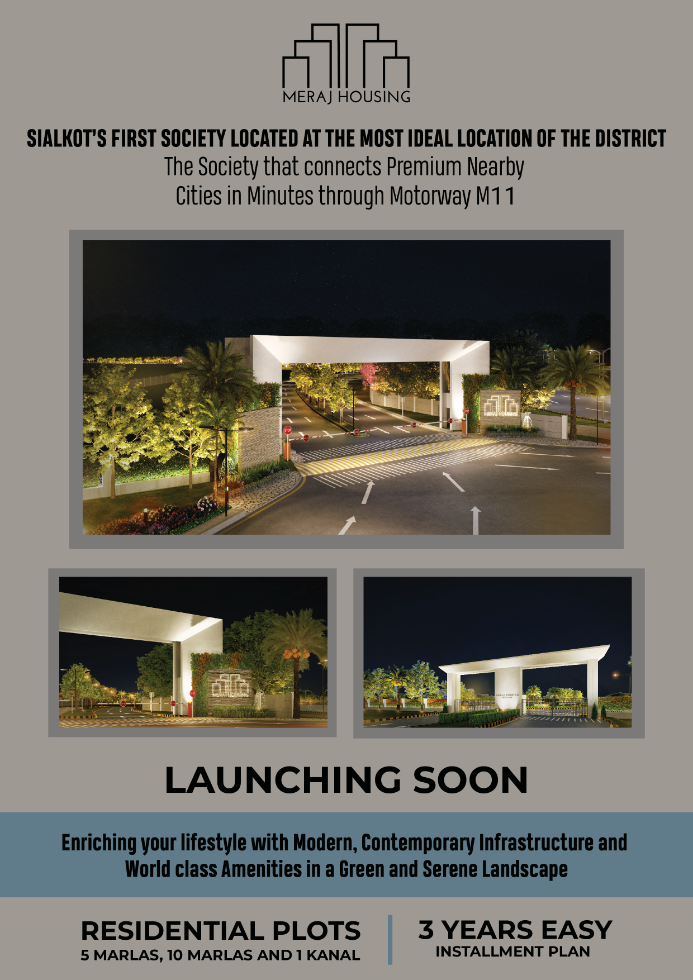 MERAJ HOUSING
SIALKOT'S FIRST SOCIETY LOCATED AT THE MOST IDEAL LOCATION OF THE DISTRICT
The Society that connects Premium Nearby
Cities in Minutes through Motorway M11
LAUNCHING SOON
Enriching your lifestyle with Modern, Contemporary Infrastructure and
World class Amenities in a Green and Serene Landscape
RESIDENTIAL PLOTS
5 MARLAS, 10 MARLAS AND 1 KANAL
3 YEARS EASY
INSTALLMENT PLAN